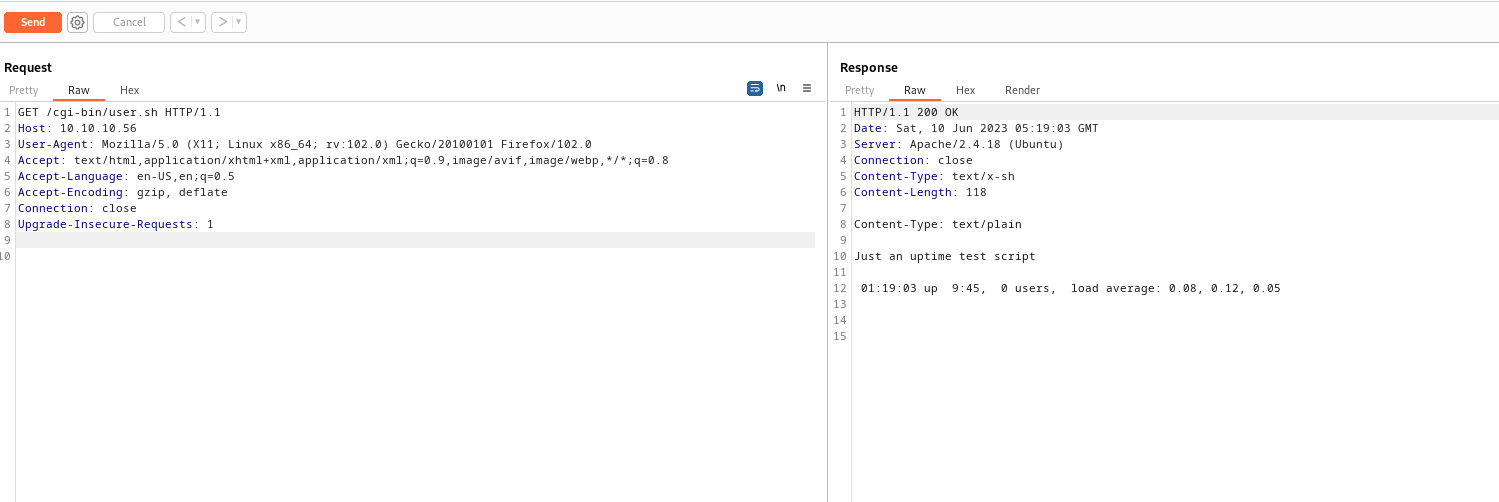 Send Cancel < ▼ > ▼
Request
Pretty Raw Hex \n
1 GET /cgi-bin/user.sh HTTP/1.1
2 Host: 10.10.10.56
3 User-Agent: Mozilla/5.0 (X11; Linux x86_64; rv:102.0) Gecko/20100101 Firefox/102.0
4 Accept: text/html,application/xhtml+xml,application/xml;q=0.9,image/avif,image/webp,*/*;q=0.8
5 Accept-Language: en-US,en;q=0.5
6 Accept-Encoding: gzip, deflate
7 Connection: close
8 Upgrade-Insecure-Requests: 1
9
10
Response
Pretty Raw Hex Render
1 HTTP/1.1 200 OK
2 Date: Sat, 10 Jun 2023 05:19:03 GMT
3 Server: Apache/2.4.18 (Ubuntu)
4 Connection: close
5 Content-Type: text/x-sh
6 Content-Length: 118
7
8 Content-Type: text/plain
9
10 Just an uptime test script
11
12  01:19:03 up  9:45,  0 users,  load average: 0.08, 0.12, 0.05
13
14
15